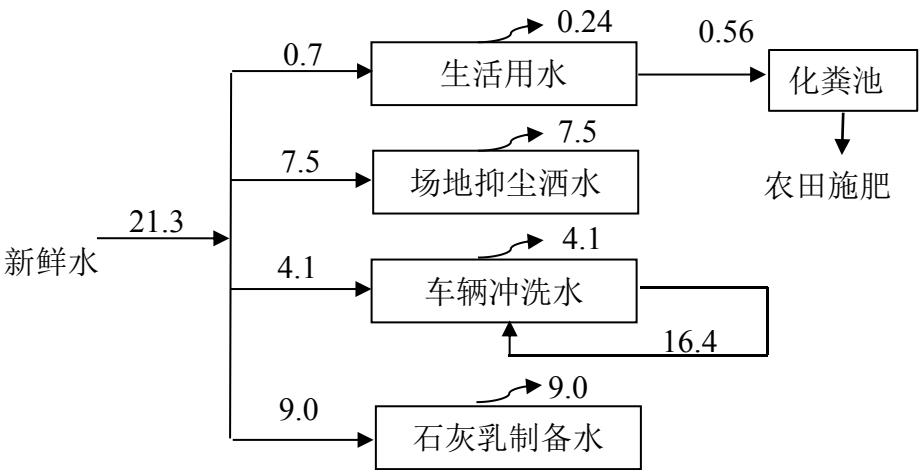 0.24
0.7
生活用水
0.56
化粪池
农田施肥
7.5
7.5
场地抑尘洒水
新鲜水
21.3
4.1
4.1
车辆冲洗水
16.4
9.0
9.0
石灰乳制备水